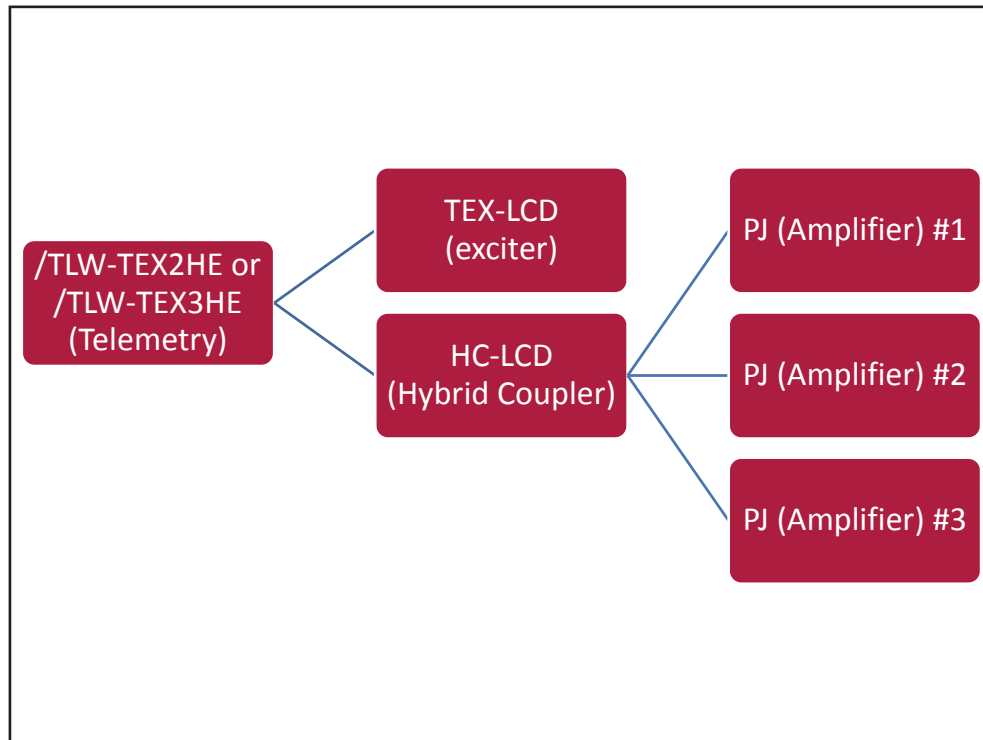 /TLW-TEX2HE or
/TLW-TEX3HE
(Telemetry)
TEX-LCD
(exciter)
HC-LCD
(Hybrid Coupler)
PJ (Amplifier) #1
PJ (Amplifier) #2
PJ (Amplifier) #3